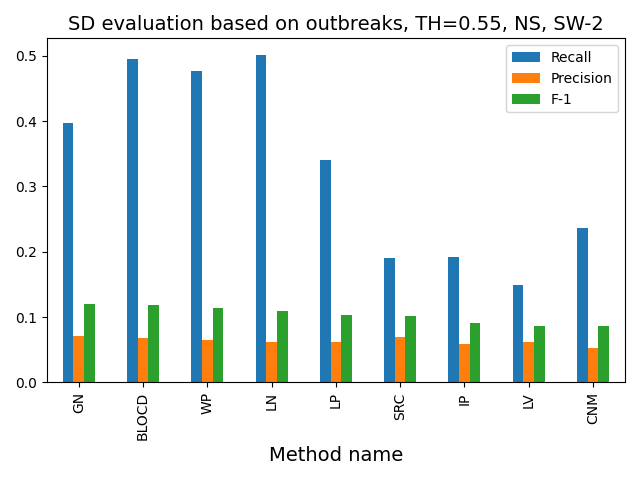 SD evaluation based on outbreaks, TH=0.55, NS, SW-2
Recall
Precision
F-1
0.5
0.4
0.3
0.2
0.1
0.0
GN
BLOCD
WP
LN
LP
SRC
IP
LV
CNM
Method name